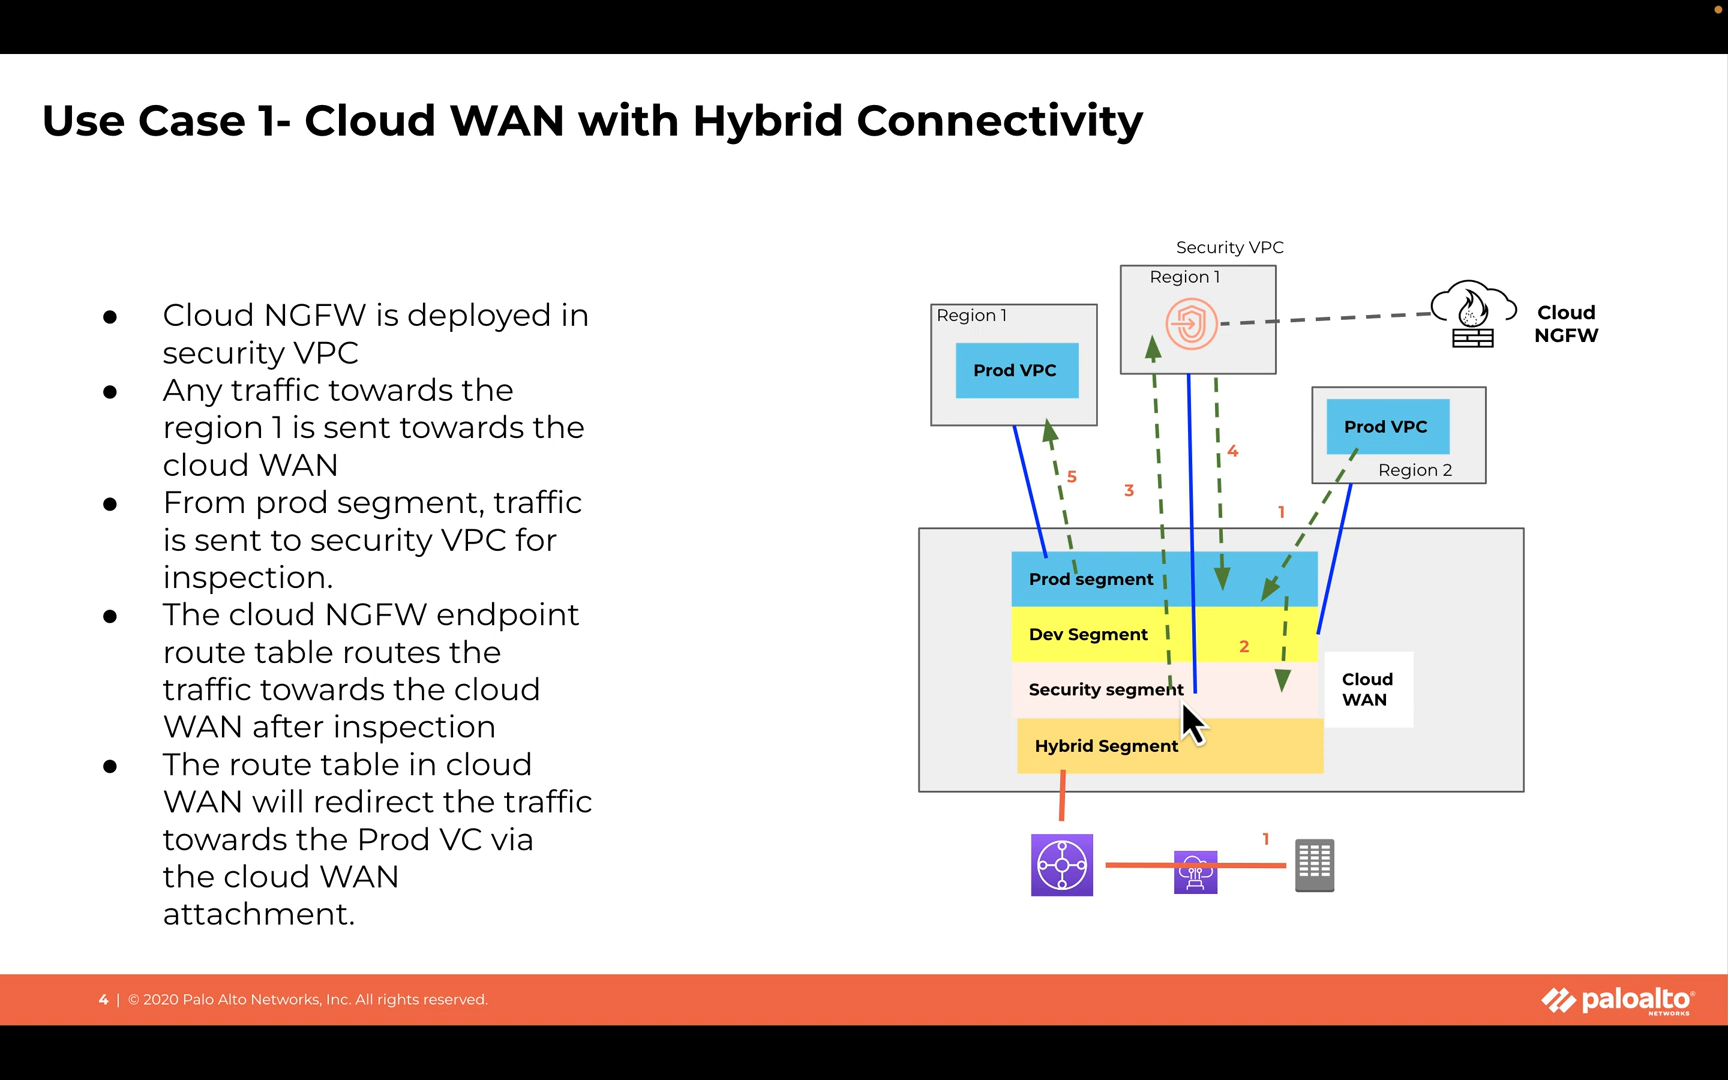 Use Case 1- Cloud WAN with Hybrid Connectivity
● Cloud NGFW is deployed in
security VPC
● Any traffic towards the
region 1 is sent towards the
cloud WAN
● From prod segment, traffic
is sent to security VPC for
inspection.
● The cloud NGFW endpoint
route table routes the
traffic towards the cloud
WAN after inspection
● The route table in cloud
WAN will redirect the traffic
towards the Prod VC via
the cloud WAN
attachment.
Security VPC
Region 1
Region 1
Prod VPC
Cloud
NGFW
Prod VPC
Region 2
4
5
3
1
Prod segment
Dev Segment
2
Security segment
Cloud
WAN
Hybrid Segment
1
4 | © 2020 Palo Alto Networks, Inc. All rights reserved.
paloalto®
NETWORKS